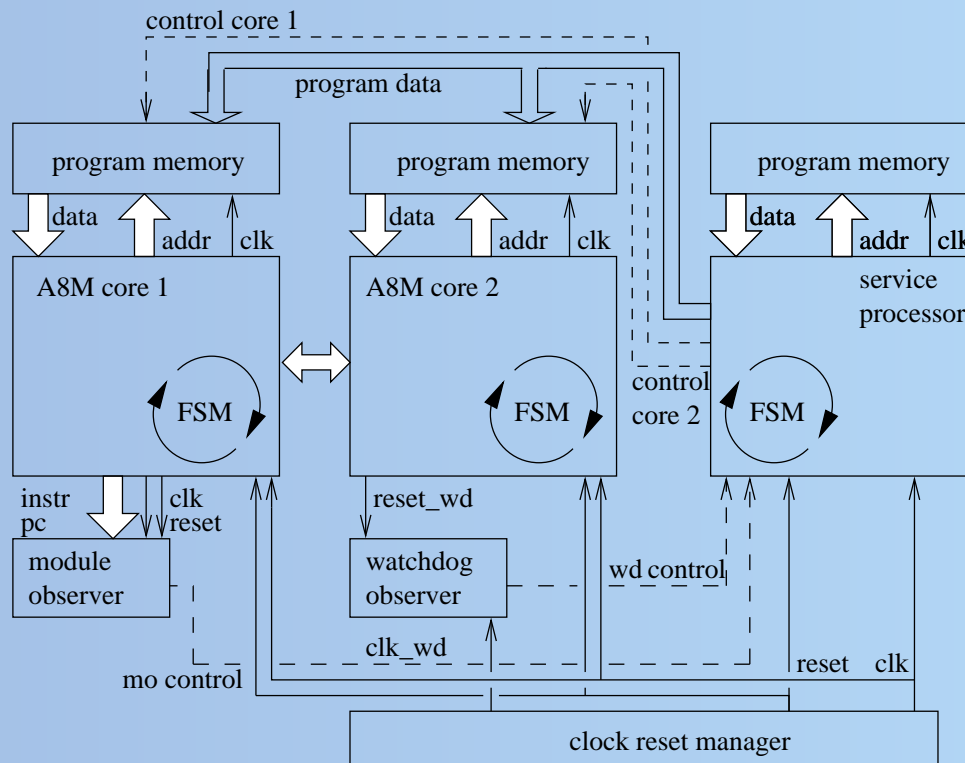 control core 1
program data
program memory
program memory
program memory
data
addr
clk
data
addr
clk
data
addr
clk
A8M core 1
A8M core 2
service
processor
FSM
FSM
control
core 2
FSM
instr
pc
clk
reset
reset_wd
module
observer
watchdog
observer
wd control
clk_wd
mo control
reset
clk
clock reset manager